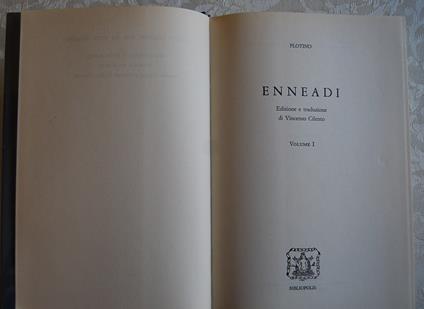 PLOTINO
ENNEADI
Edizione e traduzione
di Vincenzo Cilento
VOLUME I
BIBLIOPOLIS